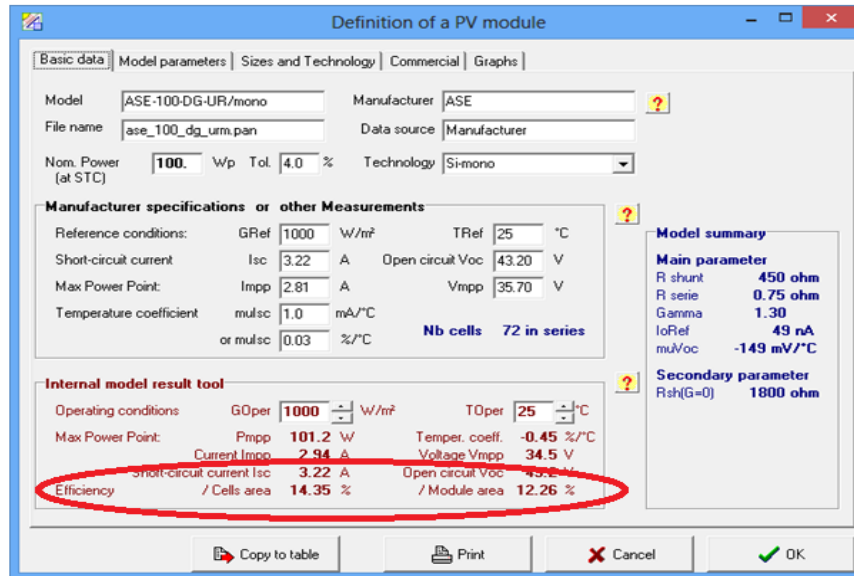 Definition of a PV module
Basic data Model parameters Sizes and Technology Commercial Graphs
Model ASE-100-DG-UR/mono Manufacturer ASE ?
File name ase_100_dg_urm.pan Data source Manufacturer
Nom. Power 100. Wp Tol. 4.0 % Technology Si-mono
(at STC)
Manufacturer specifications or other Measurements ?
Reference conditions: GRef 1000 W/m² TRef 25 °C
Short-circuit current Isc 3.22 A Open circuit Voc 43.20 V
Max Power Point: Impp 2.81 A Vmpp 35.70 V
Temperature coefficient muIsc 1.0 mA/°C
Nb cells 72 in series
or muIsc 0.03 %/°C
Model summary
Main parameter
R shunt 450 ohm
R serie 0.75 ohm
Gamma 1.30
IoRef 49 nA
muVoc -149 mV/°C
Secondary parameter
Rsh(G=0) 1800 ohm
Internal model result tool ?
Operating conditions GOper 1000 W/m² TOper 25 °C
Max Power Point: Pmpp 101.2 W Temper. coeff. -0.45 %/°C
Current Impp 2.94 A Voltage Vmpp 34.5 V
Short-circuit current Isc 3.22 A Open circuit Voc 43.2 V
Efficiency / Cells area 14.35 % / Module area 12.26 %
Copy to table Print Cancel OK